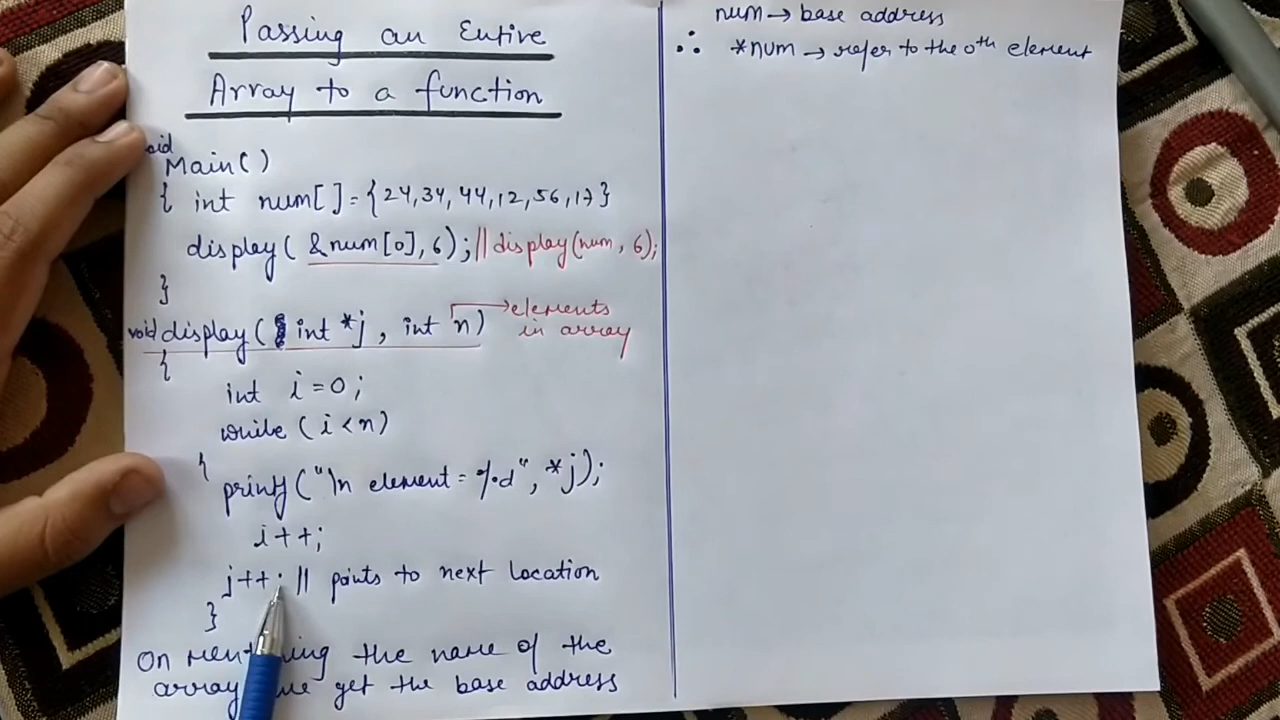 Passing an Entire
Array to a function
void
Main()
{ int num[]={24,34,44,12,56,17}
display( &num[0],6);//display(num, 6);
}
void display( int *j, int n) → elements
in array
{
int i=0;
while (i<n)
{ printf("\n element = %d", *j);
i++;
j++; // points to next location
}
On mentioning the name of the
array we get the base address
num → base address
∴ *num → refer to the 0th element